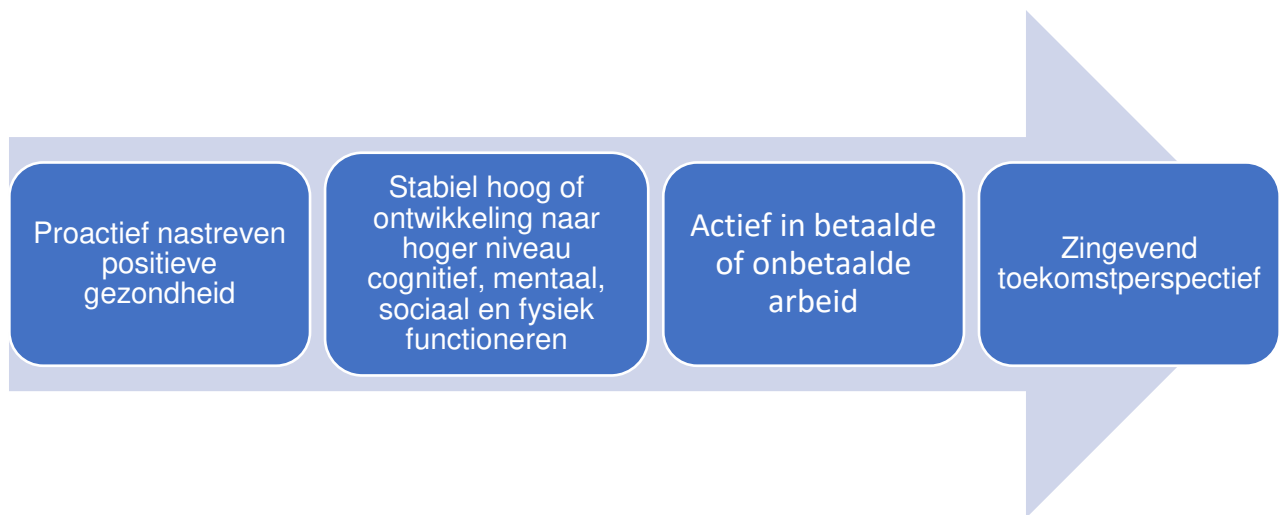 Proactief nastreven
positieve
gezondheid
Stabiel hoog of
ontwikkeling naar
hoger niveau
cognitief, mentaal,
sociaal en fysiek
functioneren
Actief in betaalde
of onbetaalde
arbeid
Zingevend
toekomstperspectief